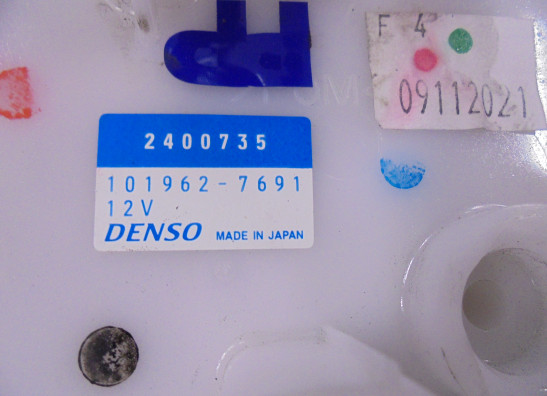 F 4
09112021
2400735
101962-7691
12V
DENSO MADE IN JAPAN